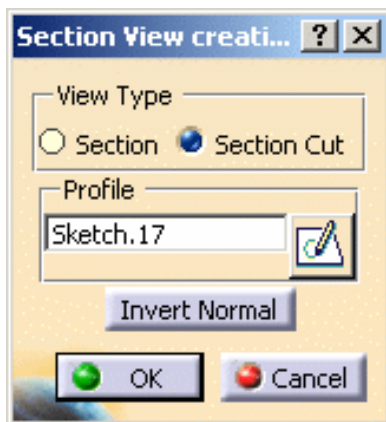 Section View creati... ? X
View Type
Section Section Cut
Profile
Sketch.17
Invert Normal
OK Cancel